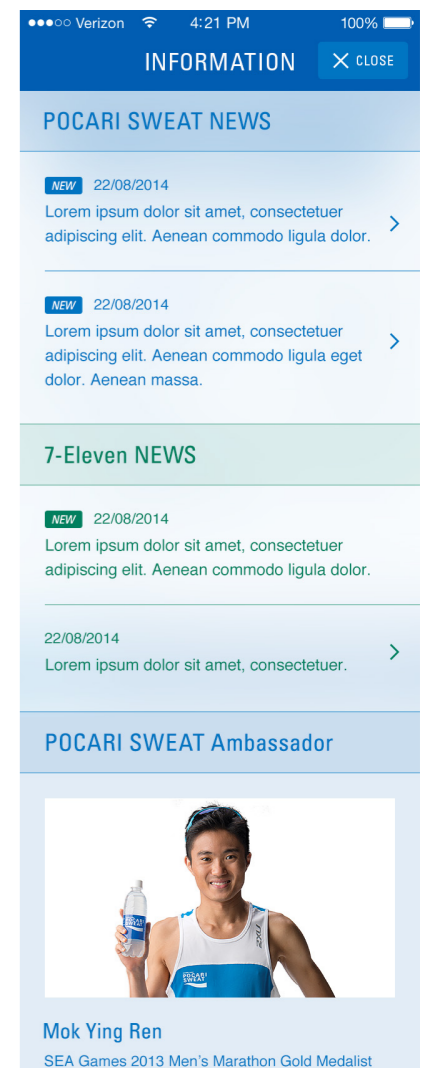 Verizon 4:21 PM 100%
INFORMATION
CLOSE
POCARI SWEAT NEWS
NEW 22/08/2014
Lorem ipsum dolor sit amet, consectetuer
adipiscing elit. Aenean commodo ligula dolor.
NEW 22/08/2014
Lorem ipsum dolor sit amet, consectetuer
adipiscing elit. Aenean commodo ligula eget
dolor. Aenean massa.
7-Eleven NEWS
NEW 22/08/2014
Lorem ipsum dolor sit amet, consectetuer
adipiscing elit. Aenean commodo ligula dolor.
22/08/2014
Lorem ipsum dolor sit amet, consectetuer.
POCARI SWEAT Ambassador
POCARI
SWEAT
2XU
POCARI
SWEAT
Mok Ying Ren
SEA Games 2013 Men's Marathon Gold Medalist